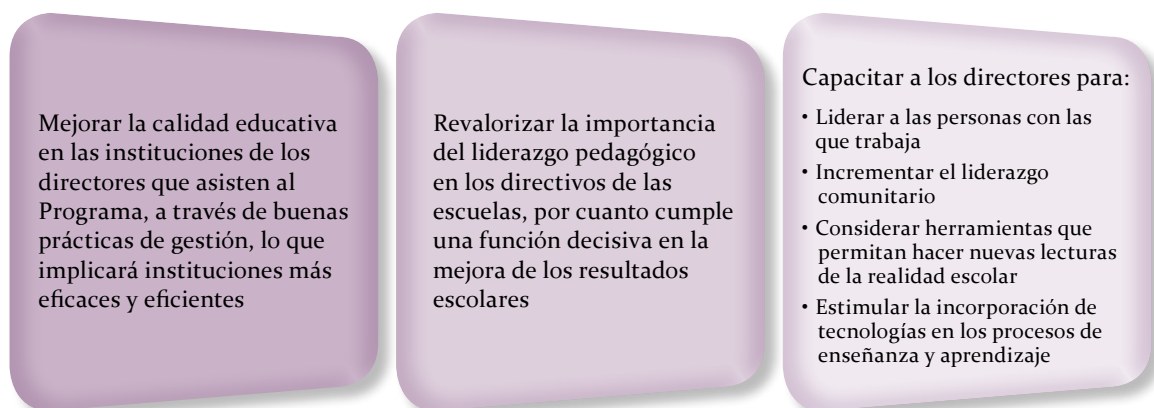 Mejorar la calidad educativa
en las instituciones de los
directores que asisten al
Programa, a través de buenas
prácticas de gestión, lo que
implicará instituciones más
eficaces y eficientes
Revalorizar la importancia
del liderazgo pedagógico
en los directivos de las
escuelas, por cuanto cumple
una función decisiva en la
mejora de los resultados
escolares
Capacitar a los directores para:
• Liderar a las personas con las
que trabaja
• Incrementar el liderazgo
comunitario
• Considerar herramientas que
permitan hacer nuevas lecturas
de la realidad escolar
• Estimular la incorporación de
tecnologías en los procesos de
enseñanza y aprendizaje